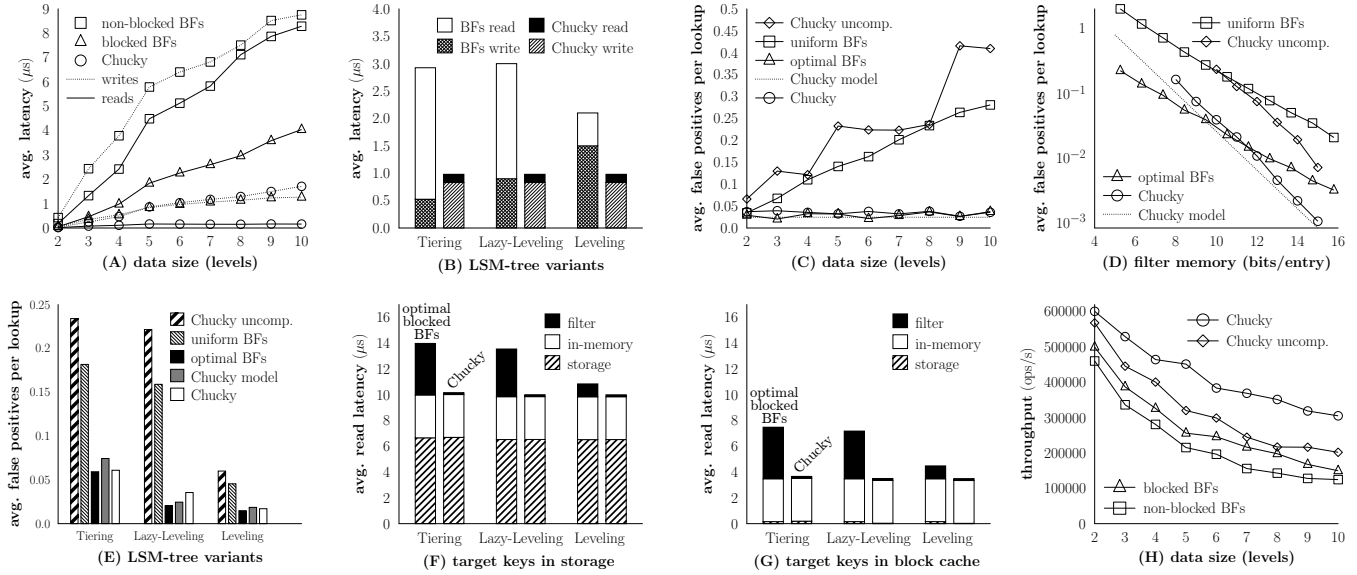 avg. latency (μs)
9
8
7
6
5
4
3
2
1
0
non-blocked BFs
blocked BFs
Chucky
writes
reads
2 3 4 5 6 7 8 9 10
(A) data size (levels)
avg. latency (μs)
4.0
3.5
3.0
2.5
2.0
1.5
1.0
0.5
0.0
BFs read
Chucky read
BFs write
Chucky write
Tiering Lazy-Leveling Leveling
(B) LSM-tree variants
avg. false positives per lookup
0.5
0.45
0.4
0.35
0.3
0.25
0.2
0.15
0.1
0.05
0.0
Chucky uncomp.
uniform BFs
optimal BFs
Chucky model
Chucky
2 3 4 5 6 7 8 9 10
(C) data size (levels)
avg. false positives per lookup
1
10⁻¹
10⁻²
10⁻³
uniform BFs
Chucky uncomp.
optimal BFs
Chucky
Chucky model
4 6 8 10 12 14 16
(D) filter memory (bits/entry)
avg. false positives per lookup
0.25
0.2
0.15
0.1
0.05
0.0
Chucky uncomp.
uniform BFs
optimal BFs
Chucky model
Chucky
Tiering Lazy-Leveling Leveling
(E) LSM-tree variants
avg. read latency (μs)
16
14
12
10
8
6
4
2
0
optimal
blocked
BFs
Chucky
filter
in-memory
storage
Tiering Lazy-Leveling Leveling
(F) target keys in storage
avg. read latency (μs)
16
14
12
10
8
6
4
2
0
optimal
blocked
BFs
Chucky
filter
in-memory
storage
Tiering Lazy-Leveling Leveling
(G) target keys in block cache
throughput (ops/s)
600000
500000
400000
300000
200000
100000
0
Chucky
Chucky uncomp.
blocked BFs
non-blocked BFs
2 3 4 5 6 7 8 9 10
(H) data size (levels)